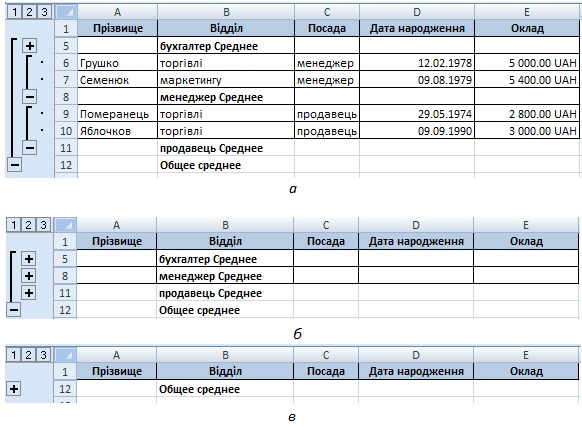 1 2 3 A B C D E
1 Прізвище Відділ Посада Дата народження Оклад
5 бухгалтер Среднее
6 Грушко торгівлі менеджер 12.02.1978 5 000.00 UAH
7 Семенюк маркетингу менеджер 09.08.1979 5 400.00 UAH
8 менеджер Среднее
9 Померанець торгівлі продавець 29.05.1974 2 800.00 UAH
10 Яблочков торгівлі продавець 09.09.1990 3 000.00 UAH
11 продавець Среднее
12 Общее среднее
а
1 2 3 A B C D E
1 Прізвище Відділ Посада Дата народження Оклад
5 бухгалтер Среднее
8 менеджер Среднее
11 продавець Среднее
12 Общее среднее
б
1 2 3 A B C D E
1 Прізвище Відділ Посада Дата народження Оклад
12 Общее среднее
в